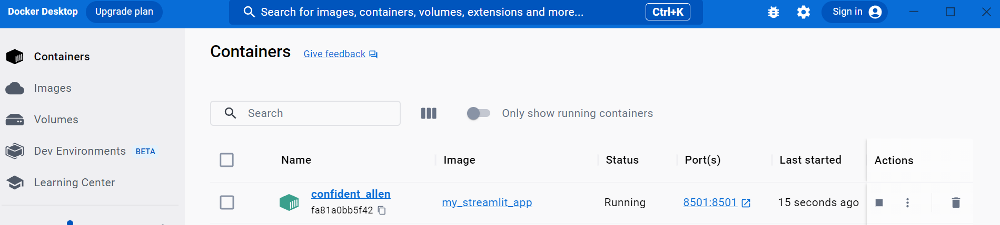 Docker Desktop Upgrade plan Search for images, containers, volumes, extensions and more... Ctrl+K Sign in
Containers
Images
Volumes
Dev Environments BETA
Learning Center
Containers Give feedback
Search Only show running containers
Name Image Status Port(s) Last started Actions
confident_allen
fa81a0bb5f42
my_streamlit_app Running 8501:8501 15 seconds ago